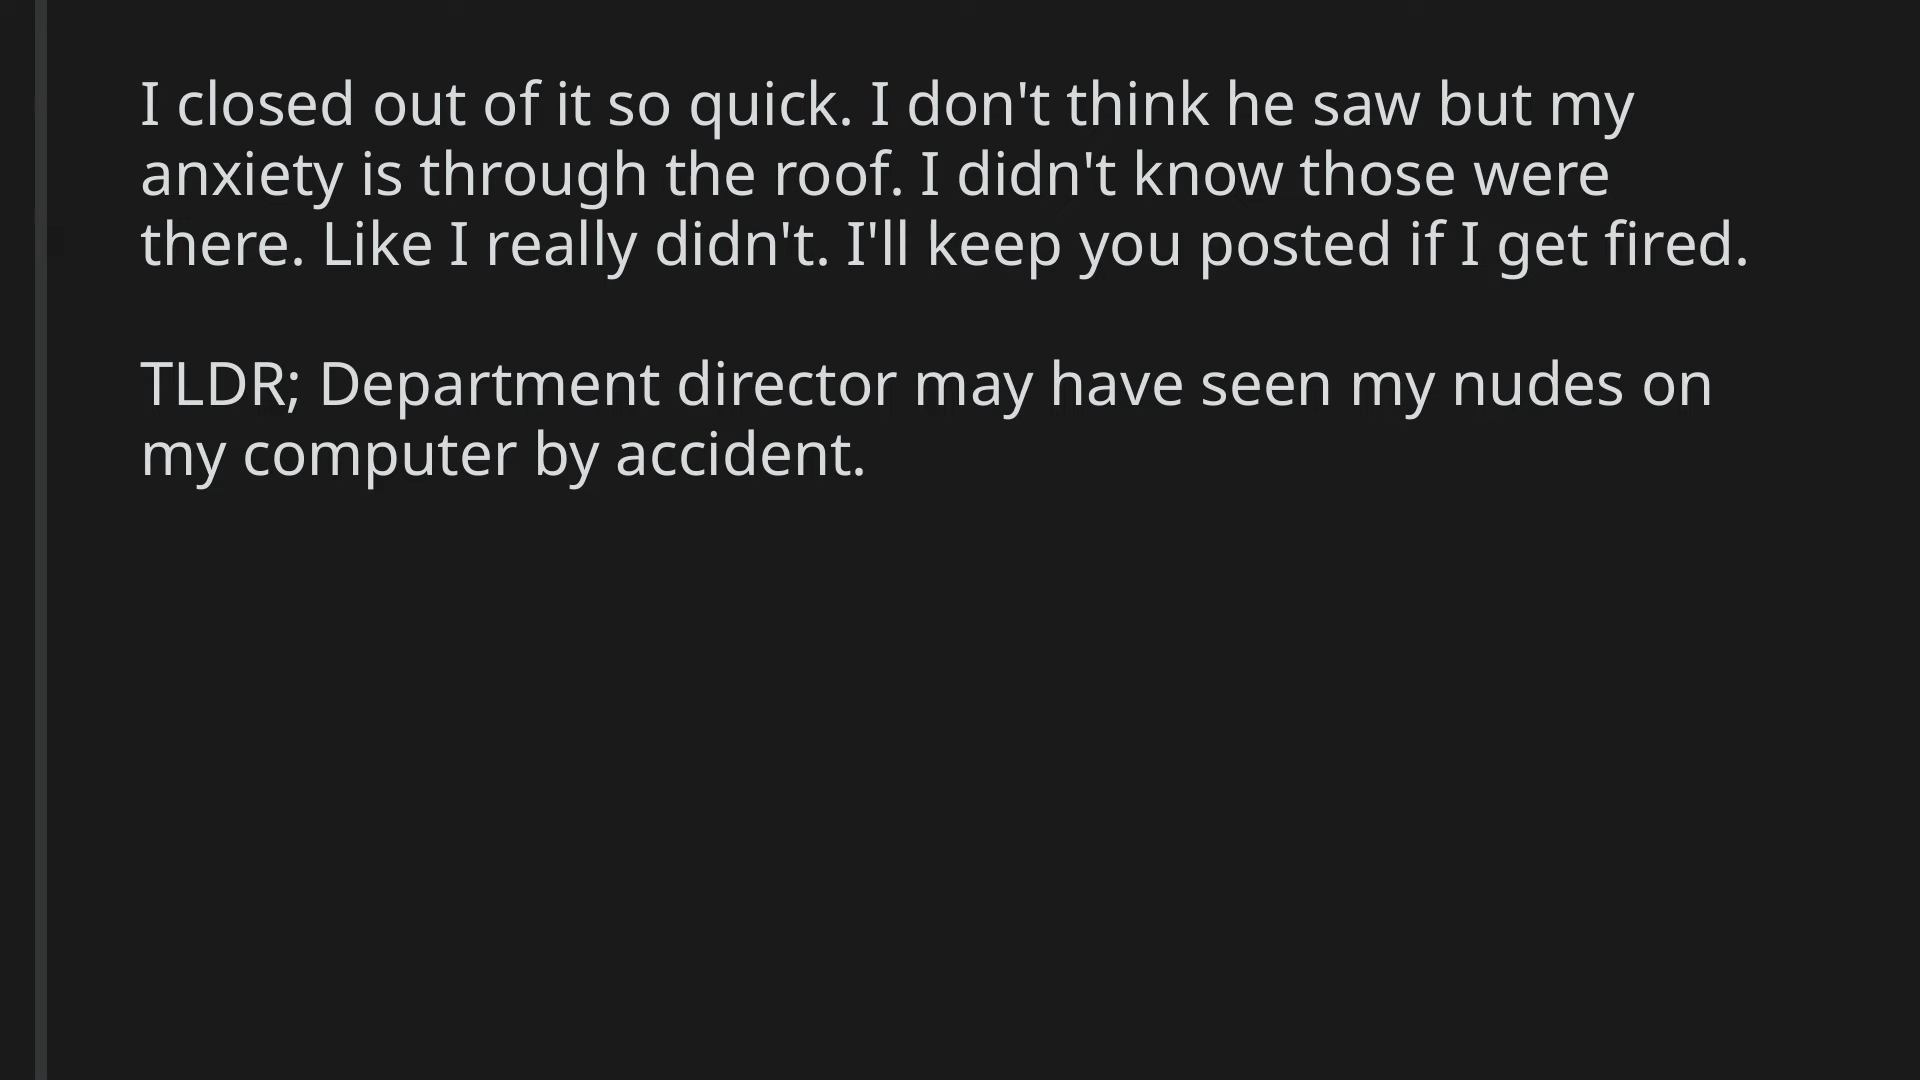 I closed out of it so quick. I don't think he saw but my
anxiety is through the roof. I didn't know those were
there. Like I really didn't. I'll keep you posted if I get fired.
TLDR; Department director may have seen my nudes on
my computer by accident.